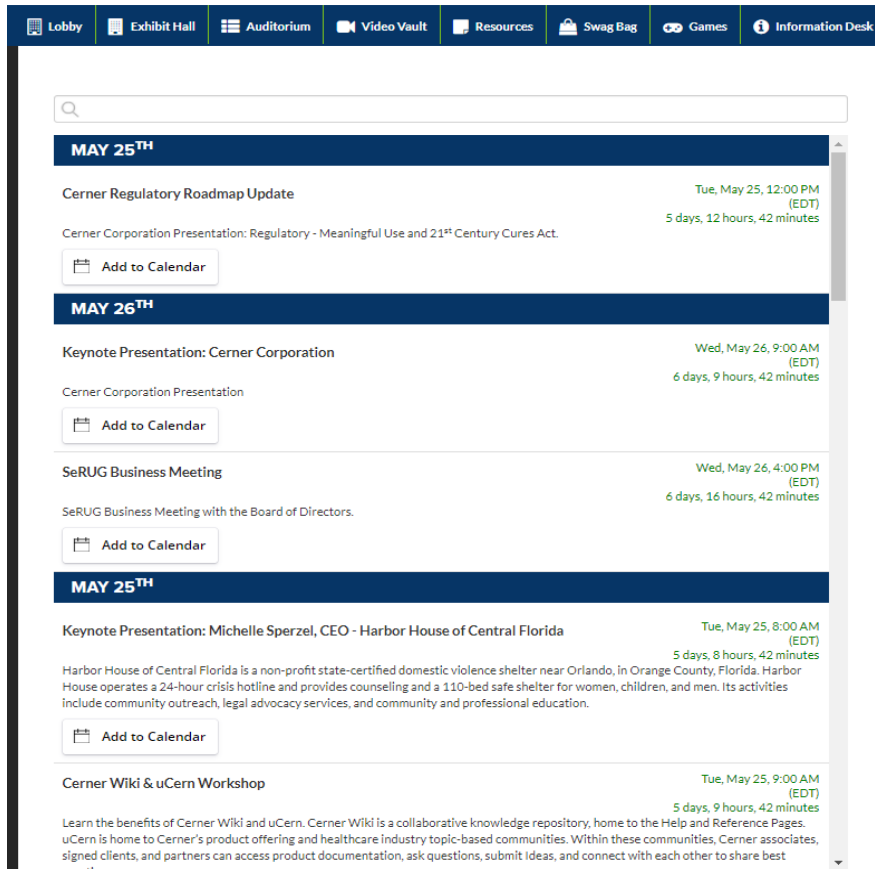 Lobby Exhibit Hall Auditorium Video Vault Resources Swag Bag Games Information Desk
MAY 25TH
Cerner Regulatory Roadmap Update
Tue, May 25, 12:00 PM
(EDT)
5 days, 12 hours, 42 minutes
Cerner Corporation Presentation: Regulatory - Meaningful Use and 21st Century Cures Act.
Add to Calendar
MAY 26TH
Keynote Presentation: Cerner Corporation
Wed, May 26, 9:00 AM
(EDT)
6 days, 9 hours, 42 minutes
Cerner Corporation Presentation
Add to Calendar
SeRUG Business Meeting
Wed, May 26, 4:00 PM
(EDT)
6 days, 16 hours, 42 minutes
SeRUG Business Meeting with the Board of Directors.
Add to Calendar
MAY 25TH
Keynote Presentation: Michelle Sperzel, CEO - Harbor House of Central Florida
Tue, May 25, 8:00 AM
(EDT)
5 days, 8 hours, 42 minutes
Harbor House of Central Florida is a non-profit state-certified domestic violence shelter near Orlando, in Orange County, Florida. Harbor
House operates a 24-hour crisis hotline and provides counseling and a 110-bed safe shelter for women, children, and men. Its activities
include community outreach, legal advocacy services, and community and professional education.
Add to Calendar
Cerner Wiki & uCern Workshop
Tue, May 25, 9:00 AM
(EDT)
5 days, 9 hours, 42 minutes
Learn the benefits of Cerner Wiki and uCern. Cerner Wiki is a collaborative knowledge repository, home to the Help and Reference Pages.
uCern is home to Cerner's product offering and healthcare industry topic-based communities. Within these communities, Cerner associates,
signed clients, and partners can access product documentation, ask questions, submit Ideas, and connect with each other to share best